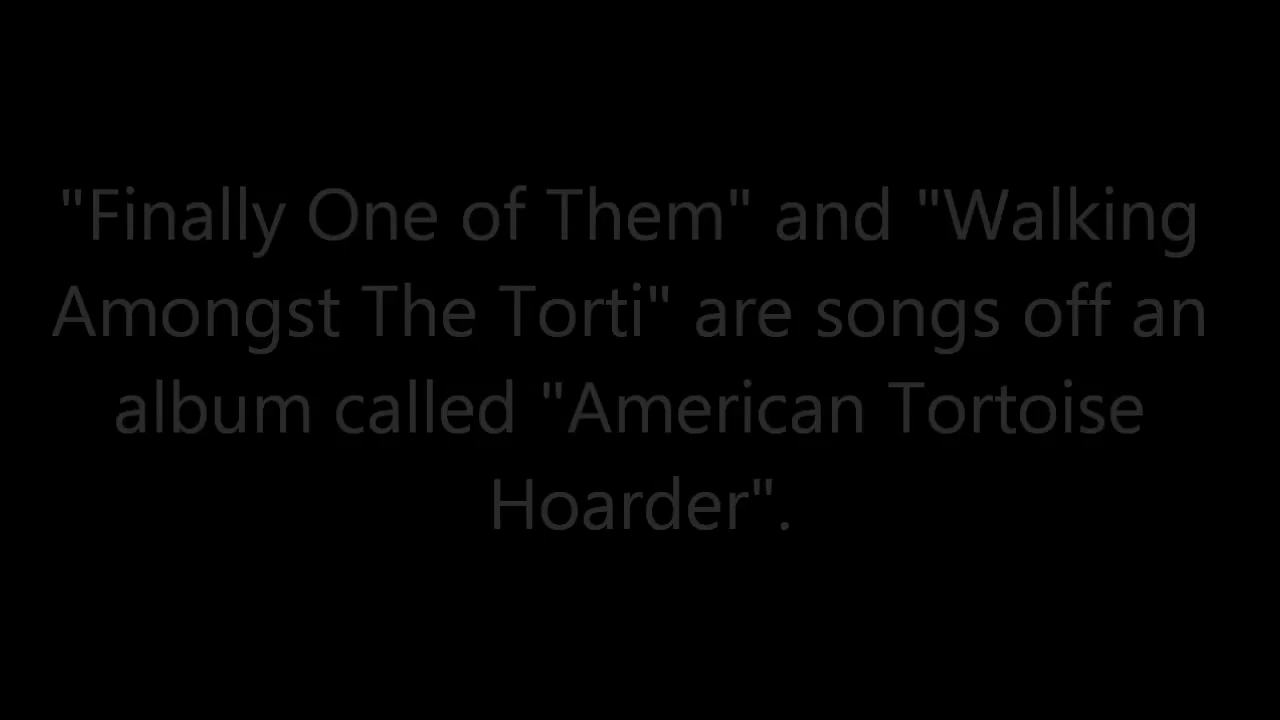 "Finally One of Them" and "Walking
Amongst The Torti" are songs off an
album called "American Tortoise
Hoarder".